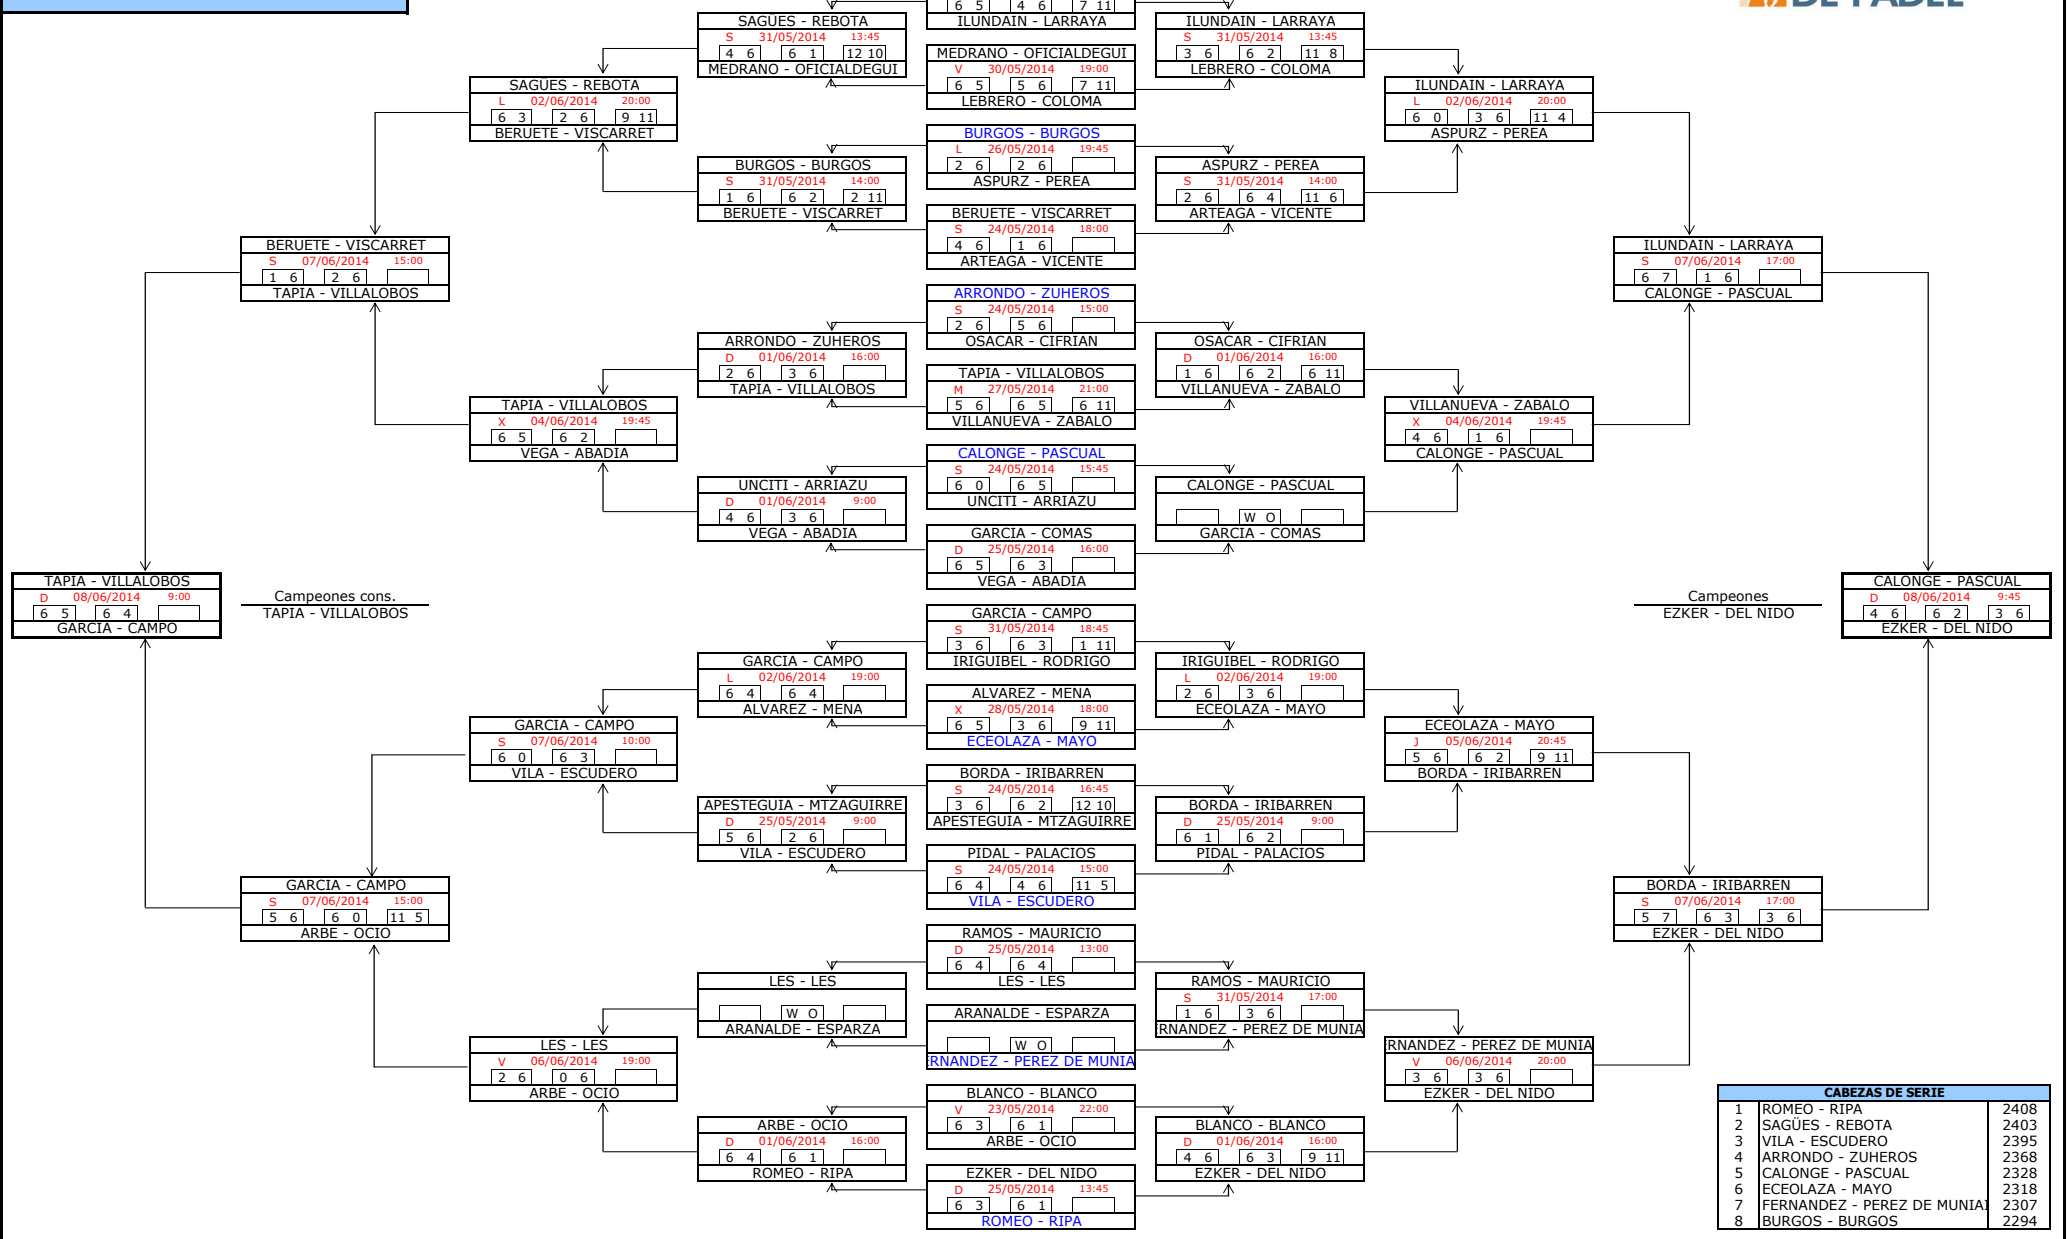 DE PADEL
6 5 4 6 7 11
ILUNDAIN - LARRAYA
SAGÜES - REBOTA
S 31/05/2014 13:45
4 6 6 1 12 10
MEDRANO - OFICIALDEGUI
ILUNDAIN - LARRAYA
S 31/05/2014 13:45
3 6 6 2 11 8
LEBRERO - COLOMA
MEDRANO - OFICIALDEGUI
V 30/05/2014 19:00
6 5 5 6 7 11
LEBRERO - COLOMA
SAGÜES - REBOTA
L 02/06/2014 20:00
6 3 2 6 9 11
BERUETE - VISCARRET
ILUNDAIN - LARRAYA
L 02/06/2014 20:00
6 0 3 6 11 4
ASPURZ - PEREA
BURGOS - BURGOS
L 26/05/2014 19:45
2 6 2 6
ASPURZ - PEREA
BURGOS - BURGOS
S 31/05/2014 14:00
1 6 6 2 2 11
BERUETE - VISCARRET
ASPURZ - PEREA
S 31/05/2014 14:00
2 6 6 4 11 6
ARTEAGA - VICENTE
BERUETE - VISCARRET
S 24/05/2014 18:00
4 6 1 6
ARTEAGA - VICENTE
BERUETE - VISCARRET
S 07/06/2014 15:00
1 6 2 6
TAPIA - VILLALOBOS
ILUNDAIN - LARRAYA
S 07/06/2014 17:00
6 7 1 6
CALONGE - PASCUAL
ARRONDO - ZUHEROS
S 24/05/2014 15:00
2 6 5 6
OSACAR - CIFRIAN
ARRONDO - ZUHEROS
D 01/06/2014 16:00
2 6 3 6
TAPIA - VILLALOBOS
OSACAR - CIFRIAN
D 01/06/2014 16:00
1 6 6 2 6 11
VILLANUEVA - ZABALO
TAPIA - VILLALOBOS
M 27/05/2014 21:00
5 6 6 5 6 11
VILLANUEVA - ZABALO
TAPIA - VILLALOBOS
X 04/06/2014 19:45
6 5 6 2
VEGA - ABADIA
VILLANUEVA - ZABALO
X 04/06/2014 19:45
4 6 1 6
CALONGE - PASCUAL
CALONGE - PASCUAL
S 24/05/2014 15:45
6 0 6 5
UNCITI - ARRIAZU
UNCITI - ARRIAZU
D 01/06/2014 9:00
4 6 3 6
VEGA - ABADIA
CALONGE - PASCUAL
W O
GARCIA - COMAS
GARCIA - COMAS
D 25/05/2014 16:00
6 5 6 3
VEGA - ABADIA
TAPIA - VILLALOBOS
D 08/06/2014 9:00
6 5 6 4
GARCIA - CAMPO
Campeones cons.
TAPIA - VILLALOBOS
Campeones
EZKER - DEL NIDO
CALONGE - PASCUAL
D 08/06/2014 9:45
4 6 6 2 3 6
EZKER - DEL NIDO
GARCIA - CAMPO
S 31/05/2014 18:45
3 6 6 3 1 11
IRIGUIBEL - RODRIGO
GARCIA - CAMPO
L 02/06/2014 19:00
6 4 6 4
ALVAREZ - MENA
IRIGUIBEL - RODRIGO
L 02/06/2014 19:00
2 6 3 6
ECEOLAZA - MAYO
ALVAREZ - MENA
X 28/05/2014 18:00
6 5 3 6 9 11
ECEOLAZA - MAYO
GARCIA - CAMPO
S 07/06/2014 10:00
6 0 6 3
VILA - ESCUDERO
ECEOLAZA - MAYO
J 05/06/2014 20:45
5 6 6 2 9 11
BORDA - IRIBARREN
BORDA - IRIBARREN
S 24/05/2014 16:45
3 6 6 2 12 10
APESTEGUIA - MTZAGUIRRE
APESTEGUIA - MTZAGUIRRE
D 25/05/2014 9:00
5 6 2 6
VILA - ESCUDERO
BORDA - IRIBARREN
D 25/05/2014 9:00
6 1 6 2
PIDAL - PALACIOS
PIDAL - PALACIOS
S 24/05/2014 15:00
6 4 4 6 11 5
VILA - ESCUDERO
GARCIA - CAMPO
S 07/06/2014 15:00
5 6 6 0 11 5
ARBE - OCIO
BORDA - IRIBARREN
S 07/06/2014 17:00
5 7 6 3 3 6
EZKER - DEL NIDO
RAMOS - MAURICIO
D 25/05/2014 13:00
6 4 6 4
LES - LES
LES - LES
W O
ARANALDE - ESPARZA
RAMOS - MAURICIO
S 31/05/2014 17:00
1 6 3 6
RNANDEZ - PEREZ DE MUNIA
ARANALDE - ESPARZA
W O
RNANDEZ - PEREZ DE MUNIA
LES - LES
V 06/06/2014 19:00
2 6 0 6
ARBE - OCIO
RNANDEZ - PEREZ DE MUNIA
V 06/06/2014 20:00
3 6 3 6
EZKER - DEL NIDO
BLANCO - BLANCO
V 23/05/2014 22:00
6 3 6 1
ARBE - OCIO
ARBE - OCIO
D 01/06/2014 16:00
6 4 6 1
ROMEO - RIPA
BLANCO - BLANCO
D 01/06/2014 16:00
4 6 6 3 9 11
EZKER - DEL NIDO
EZKER - DEL NIDO
D 25/05/2014 13:45
6 3 6 1
ROMEO - RIPA
CABEZAS DE SERIE
1 ROMEO - RIPA 2408
2 SAGÜES - REBOTA 2403
3 VILA - ESCUDERO 2395
4 ARRONDO - ZUHEROS 2368
5 CALONGE - PASCUAL 2328
6 ECEOLAZA - MAYO 2318
7 FERNANDEZ - PEREZ DE MUNIAI 2307
8 BURGOS - BURGOS 2294